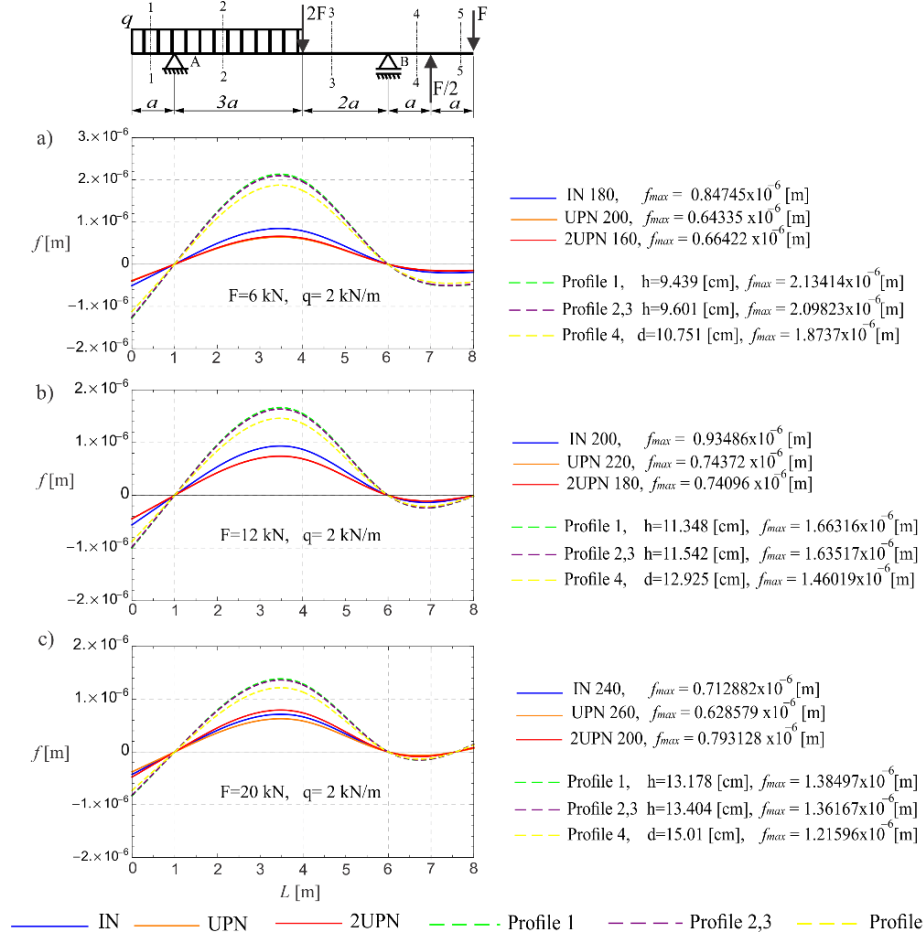 q 1 2 2F 3 4 5 F
A B
1 2 3 4 F/2 5
a 3a 2a a a
a)
3.×10⁻⁶
2.×10⁻⁶
1.×10⁻⁶
0
−1.×10⁻⁶
−2.×10⁻⁶
f [m]
F=6 kN, q= 2 kN/m
0 1 2 3 4 5 6 7 8
IN 180, fmax = 0.84745x10⁻⁶ [m]
UPN 200, fmax = 0.64335 x10⁻⁶ [m]
2UPN 160, fmax = 0.66422 x10⁻⁶ [m]
Profile 1, h=9.439 [cm], fmax = 2.13414x10⁻⁶ [m]
Profile 2,3 h=9.601 [cm], fmax = 2.09823x10⁻⁶ [m]
Profile 4, d=10.751 [cm], fmax = 1.8737x10⁻⁶ [m]
b)
2.×10⁻⁶
1.×10⁻⁶
0
−1.×10⁻⁶
−2.×10⁻⁶
f [m]
F=12 kN, q= 2 kN/m
0 1 2 3 4 5 6 7 8
IN 200, fmax = 0.93486x10⁻⁶ [m]
UPN 220, fmax = 0.74372 x10⁻⁶ [m]
2UPN 180, fmax = 0.74096 x10⁻⁶ [m]
Profile 1, h=11.348 [cm], fmax = 1.66316x10⁻⁶ [m]
Profile 2,3 h=11.542 [cm], fmax = 1.63517x10⁻⁶ [m]
Profile 4, d=12.925 [cm], fmax = 1.46019x10⁻⁶ [m]
c)
2.×10⁻⁶
1.×10⁻⁶
0
−1.×10⁻⁶
−2.×10⁻⁶
f [m]
F=20 kN, q= 2 kN/m
0 1 2 3 4 5 6 7 8
L [m]
IN 240, fmax = 0.712882x10⁻⁶ [m]
UPN 260, fmax = 0.628579 x10⁻⁶ [m]
2UPN 200, fmax = 0.793128 x10⁻⁶ [m]
Profile 1, h=13.178 [cm], fmax = 1.38497x10⁻⁶ [m]
Profile 2,3 h=13.404 [cm], fmax = 1.36167x10⁻⁶ [m]
Profile 4, d=15.01 [cm], fmax = 1.21596x10⁻⁶ [m]
IN UPN 2UPN Profile 1 Profile 2,3 Profile